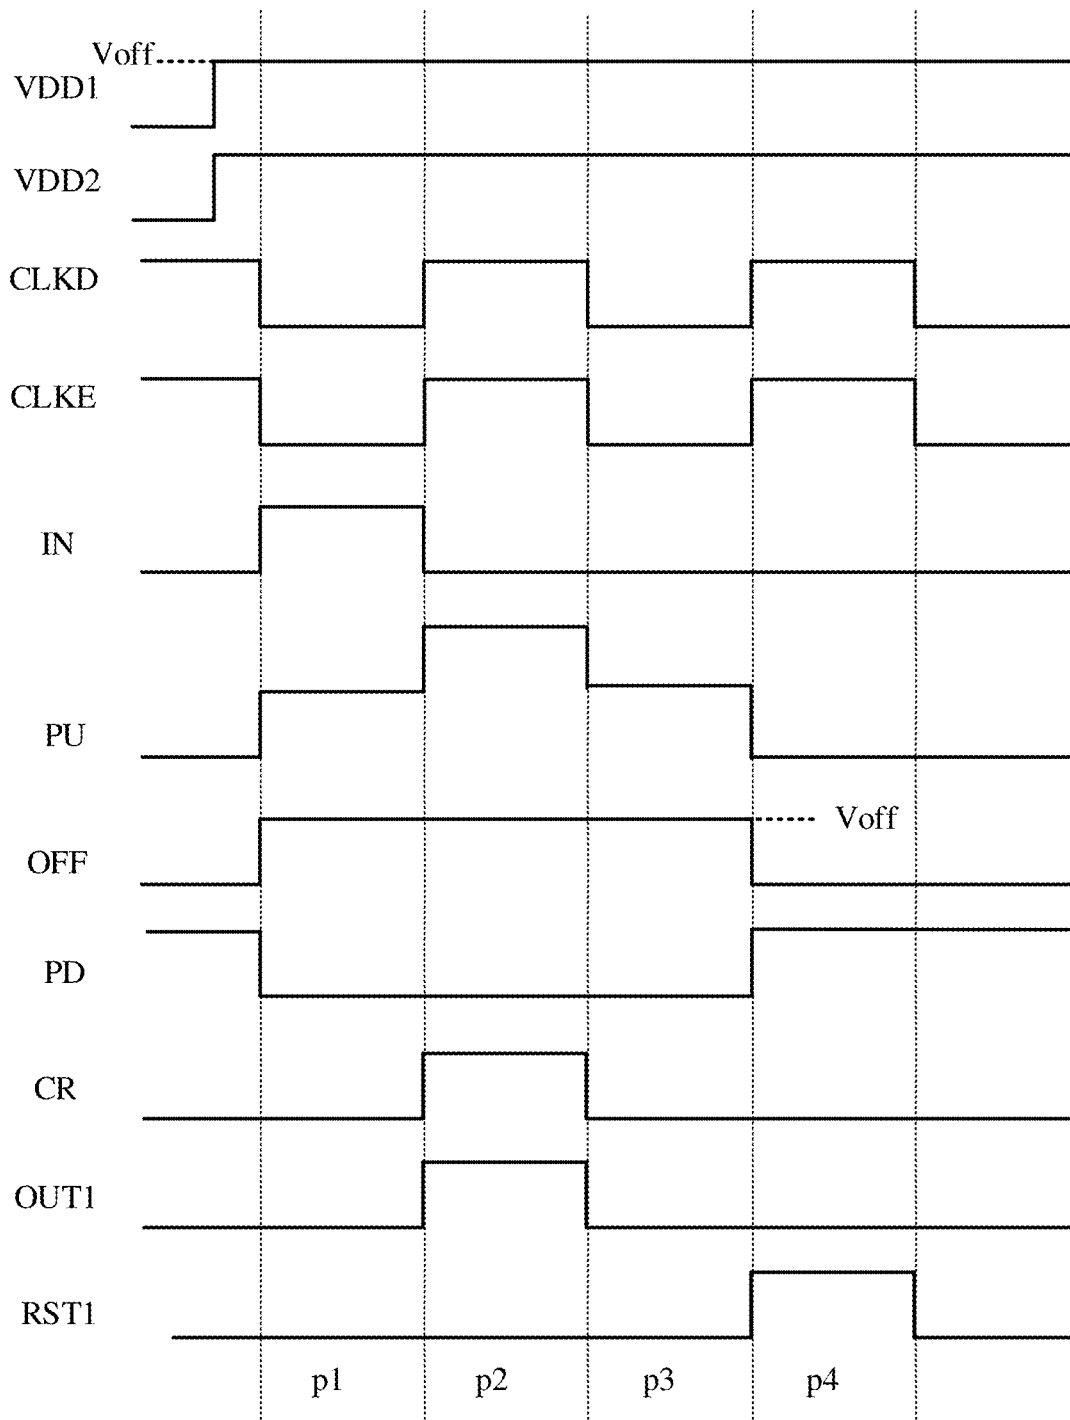 Voff
VDD1
VDD2
CLKD
CLKE
IN
PU
Voff
OFF
PD
CR
OUT1
RST1
p1 p2 p3 p4